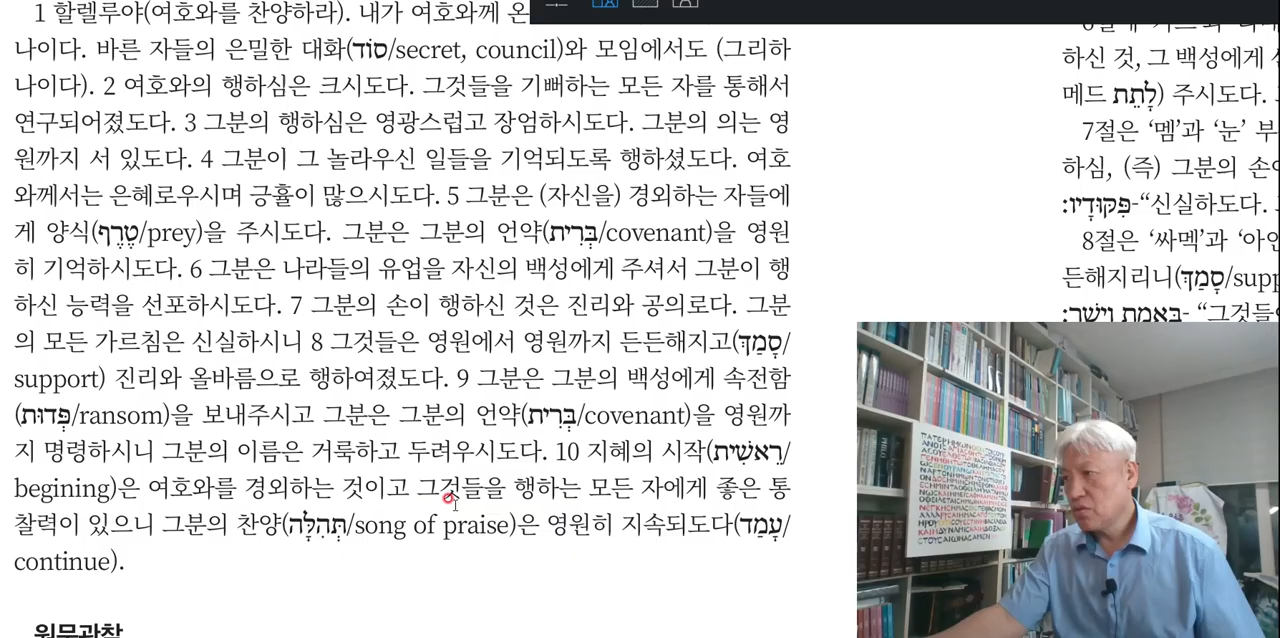 1 할렐루야(여호와를 찬양하라). 내가 여호와께 온
나이다. 바른 자들의 은밀한 대화(סוֹד/secret, council)와 모임에서도 (그리하
나이다). 2 여호와의 행하심은 크시도다. 그것들을 기뻐하는 모든 자를 통해서
연구되어졌도다. 3 그분의 행하심은 영광스럽고 장엄하시도다. 그분의 의는 영
원까지 서 있도다. 4 그분이 그 놀라우신 일들을 기억되도록 행하셨도다. 여호
와께서는 은혜로우시며 긍휼이 많으시도다. 5 그분은 (자신을) 경외하는 자들에
게 양식(טֶרֶף/prey)을 주시도다. 그분은 그분의 언약(בְּרִית/covenant)을 영원
히 기억하시도다. 6 그분은 나라들의 유업을 자신의 백성에게 주셔서 그분이 행
하신 능력을 선포하시도다. 7 그분의 손이 행하신 것은 진리와 공의로다. 그분
의 모든 가르침은 신실하시니 8 그것들은 영원에서 영원까지 든든해지고(סָמַךְ/
support) 진리와 올바름으로 행하여졌도다. 9 그분은 그분의 백성에게 속전함
(פְּדוּת/ransom)을 보내주시고 그분은 그분의 언약(בְּרִית/covenant)을 영원까
지 명령하시니 그분의 이름은 거룩하고 두려우시도다. 10 지혜의 시작(רֵאשִׁית/
begining)은 여호와를 경외하는 것이고 그것들을 행하는 모든 자에게 좋은 통
찰력이 있으니 그분의 찬양(תְּהִלָּה/song of praise)은 영원히 지속되도다(עָמַד/
continue).
원문관찰
하신 것, 그 백성에게
메드 לָתֵת) 주시도다.
7절은 ‘멤’과 ‘눈’ 부
하심, (즉) 그분의 손
פִּקּוּדָיו:-“신실하도다.
8절은 ‘싸멕’과 ‘아인
든해지리니(סָמַךְ/supp
בֶּאֱמֶת וְיָשָׁר:- “그것들